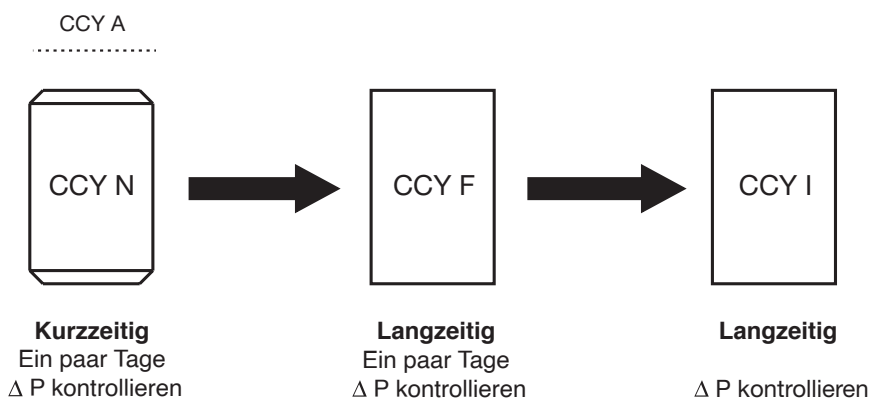 CCY A
CCY N
CCY F
CCY I
Kurzzeitig
Ein paar Tage
Δ P kontrollieren
Langzeitig
Ein paar Tage
Δ P kontrollieren
Langzeitig
Δ P kontrollieren